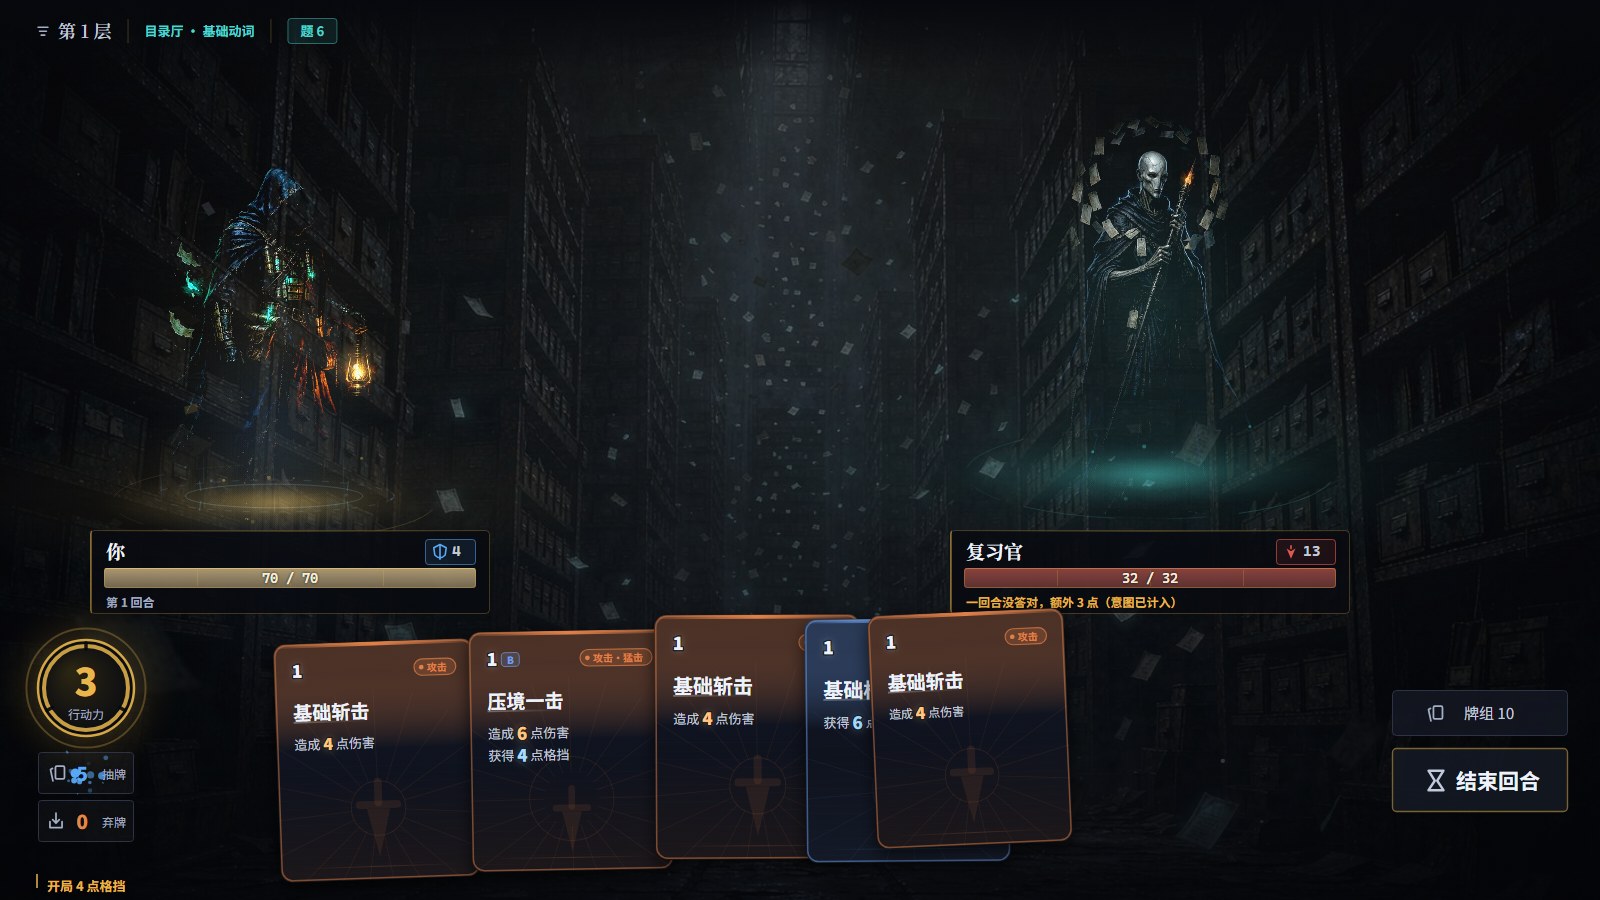 第 1 层
目录厅 · 基础动词
题 6
你
4
70 / 70
第 1 回合
复习官
13
32 / 32
一回合没答对，额外 3 点（意图已计入）
3
行动力
5 抽牌
0 弃牌
开局 4 点格挡
1
攻击
基础斩击
造成 4 点伤害
1 B
攻击 · 猛击
压境一击
造成 6 点伤害
获得 4 点格挡
1
基础斩击
造成 4 点伤害
1
基础
获得 6
1
攻击
基础斩击
造成 4 点伤害
牌组 10
结束回合